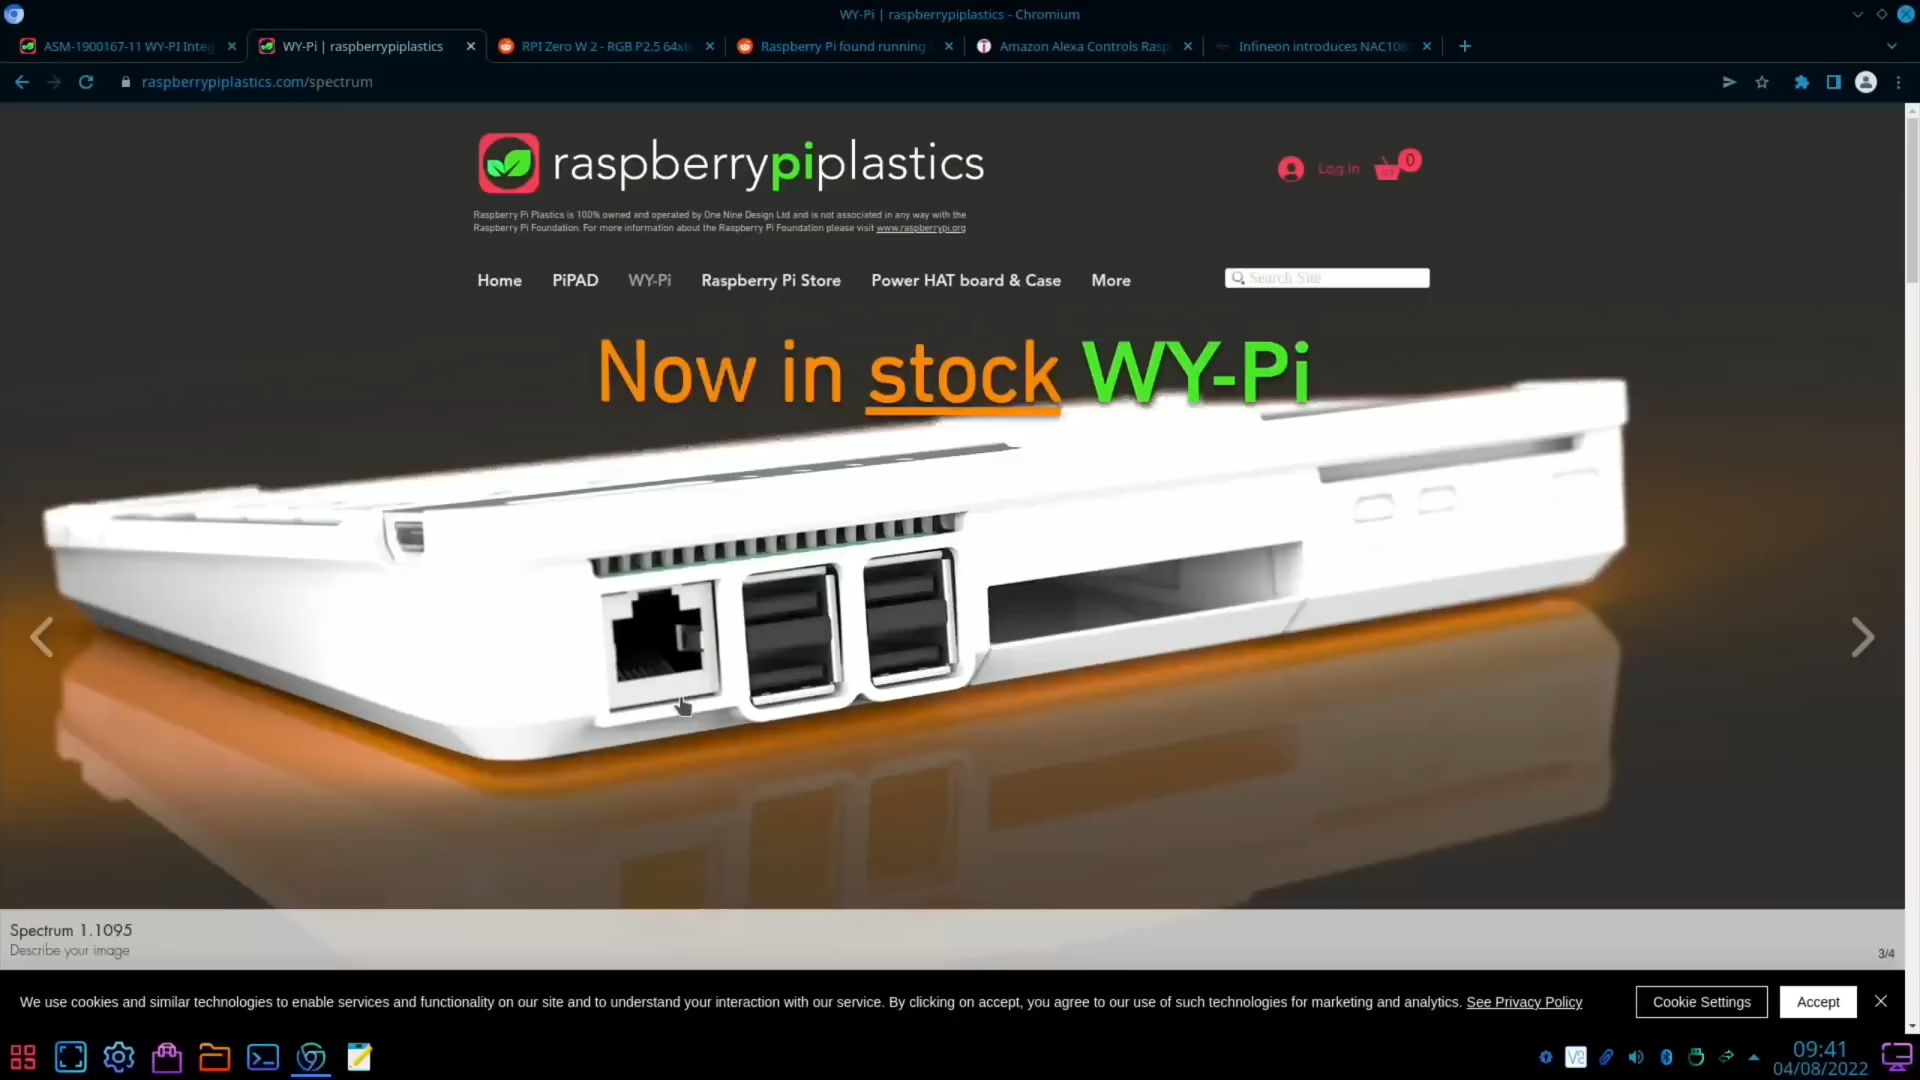 WY-Pi | raspberrypiplastics - Chromium
ASM-1900167-11 WY-PI Integ
WY-Pi | raspberrypiplastics
RPI Zero W 2 - RGB P2.5 64x6
Raspberry Pi found running
Amazon Alexa Controls Rasp
Infineon introduces NAC108
raspberrypiplastics.com/spectrum
raspberrypiplastics
Log In
0
Raspberry Pi Plastics is 100% owned and operated by One Nine Design Ltd and is not associated in any way with the
Raspberry Pi Foundation. For more information about the Raspberry Pi Foundation please visit www.raspberrypi.org
Home
PiPAD
WY-Pi
Raspberry Pi Store
Power HAT board & Case
More
Search Site
Now in stock WY-Pi
Spectrum 1.1095
Describe your image
3/4
We use cookies and similar technologies to enable services and functionality on our site and to understand your interaction with our service. By clicking on accept, you agree to our use of such technologies for marketing and analytics. See Privacy Policy
Cookie Settings
Accept
09:41
04/08/2022